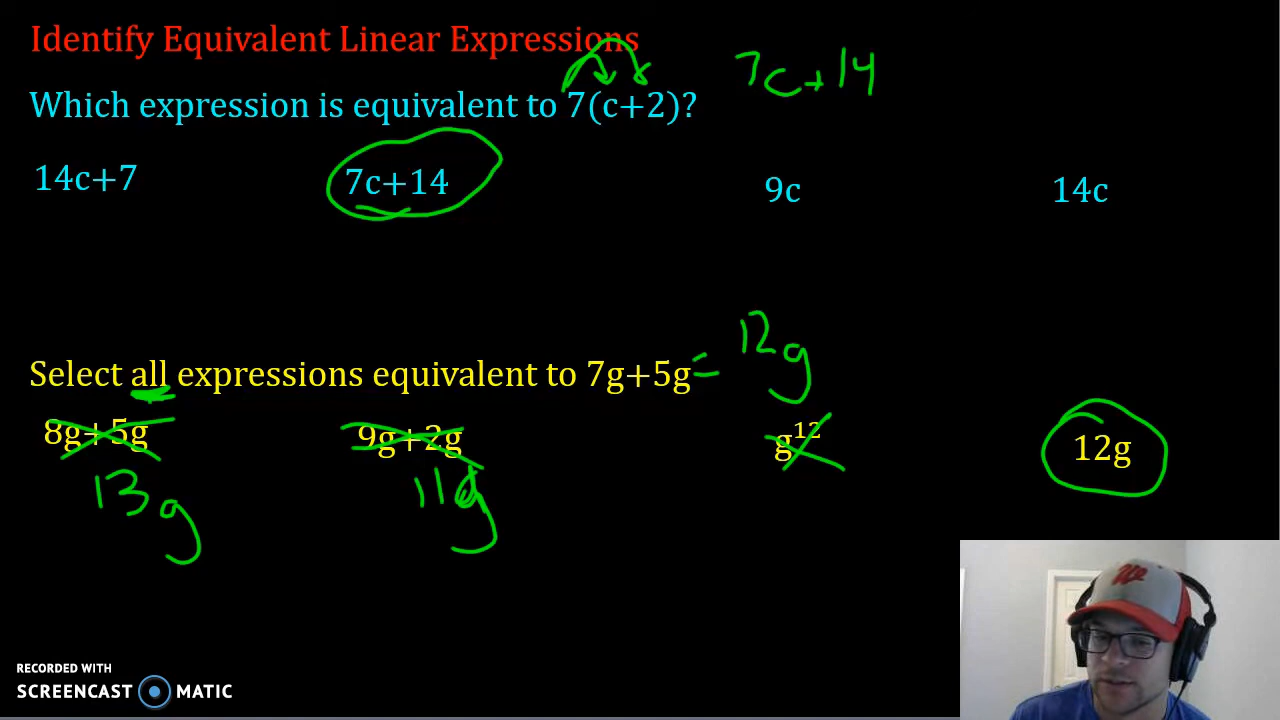 Identify Equivalent Linear Expressions
Which expression is equivalent to 7(c+2)? 7c+14
14c+7 7c+14 9c 14c
Select all expressions equivalent to 7g+5g = 12g
8g+5g 9g+2g g¹² 12g
13g 11g
RECORDED WITH
SCREENCAST MATIC